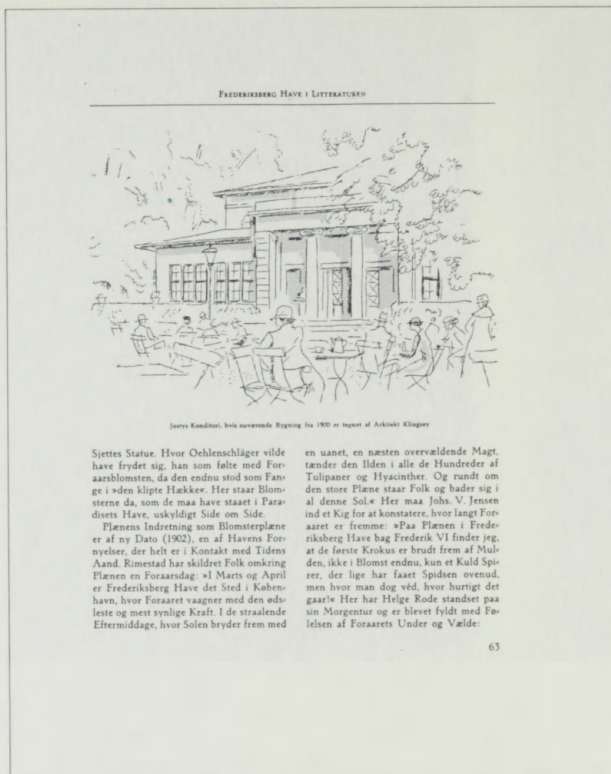 FREDERIKSBERG HAVE I LITTERATUREN
Jostys Konditori, hvis nuværende Bygning fra 1900 er tegnet af Arkitekt Klingsey
Sjettes Statue. Hvor Oehlenschläger vilde
have frydet sig, han som følte med For-
aarsblomsten, da den endnu stod som Fan-
ge i »den klipte Hække«. Her staar Blom-
sterne da, som de maa have staaet i Para-
disets Have, uskyldigt Side om Side.
Plænens Indretning som Blomsterplæne
er af ny Dato (1902), en af Havens For-
nyelser, der helt er i Kontakt med Tidens
Aand. Rimestad har skildret Folk omkring
Plænen en Foraarsdag: »I Marts og April
er Frederiksberg Have det Sted i Køben-
havn, hvor Foraaret vaagner med den øds-
leste og mest synlige Kraft. I de straalende
Eftermiddage, hvor Solen bryder frem med
en uanet, en næsten overvældende Magt,
tænder den Ilden i alle de Hundreder af
Tulipaner og Hyacinther. Og rundt om
den store Plæne staar Folk og bader sig i
al denne Sol.« Her maa Johs. V. Jensen
ind et Kig for at konstatere, hvor langt For-
aaret er fremme: »Paa Plænen i Frede-
riksberg Have bag Frederik VI finder jeg,
at de første Krokus er brudt frem af Mul-
den, ikke i Blomst endnu, kun et Kuld Spi-
rer, der lige har faaet Spidsen ovenud,
men hvor man dog véd, hvor hurtigt det
gaar!« Her har Helge Rode standset paa
sin Morgentur og er blevet fyldt med Fø-
lelsen af Foraarets Under og Vælde:
63